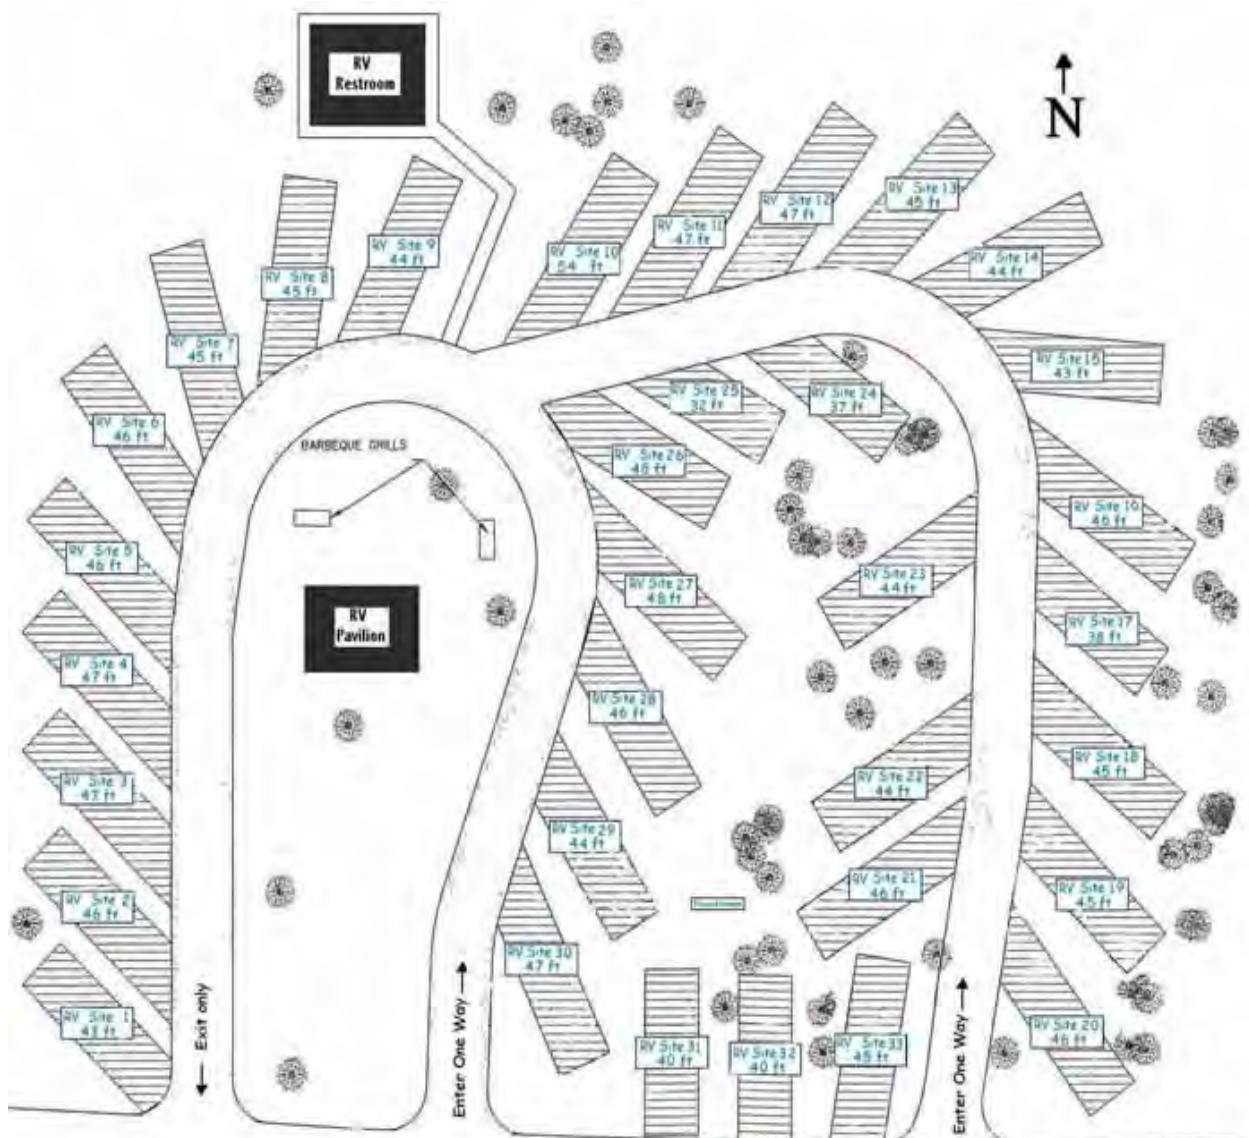 RV
Restroom
N
RV Site 13
45 ft
RV Site 12
47 ft
RV Site 11
47 ft
RV Site 10
54 ft
RV Site 9
44 ft
RV Site 14
44 ft
RV Site 8
45 ft
RV Site 7
45 ft
RV Site 15
43 ft
RV Site 25
32 ft
RV Site 24
37 ft
RV Site 6
46 ft
BARBEQUE GRILLS
RV Site 26
RV Site 16
46 ft
RV Site 5
46 ft
RV Site 23
44 ft
RV Site 27
48 ft
RV
Pavilion
RV Site 17
38 ft
RV Site 4
47 ft
RV Site 28
46 ft
RV Site 18
45 ft
RV Site 3
47 ft
RV Site 22
44 ft
RV Site 29
44 ft
RV Site 21
46 ft
RV Site 19
45 ft
RV Site 2
46 ft
RV Site 30
47 ft
RV Site 1
43 ft
RV Site 20
46 ft
RV Site 31
40 ft
RV Site 32
40 ft
RV Site 33
45 ft
Exit only
Enter One Way
Enter One Way